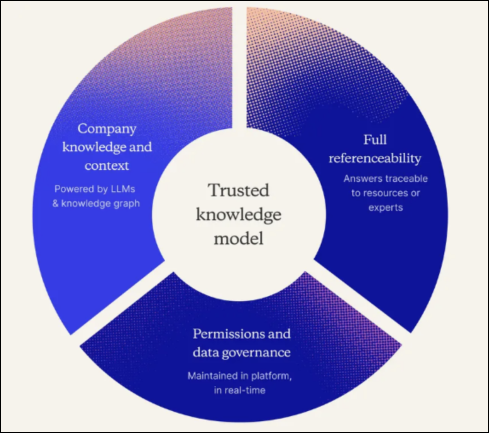 Company
knowledge and
context
Powered by LLMs
& knowledge graph
Full
referenceability
Answers traceable
to resources or
experts
Trusted
knowledge
model
Permissions and
data governance
Maintained in platform,
in real-time